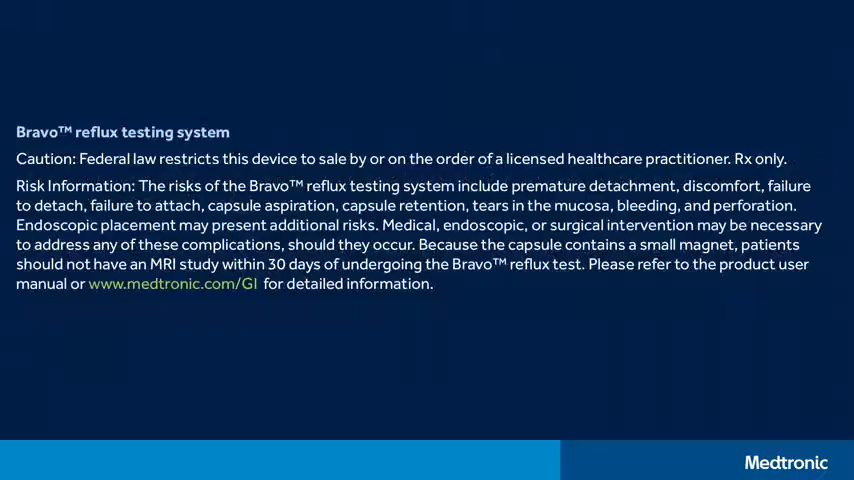 Bravo™ reflux testing system
Caution: Federal law restricts this device to sale by or on the order of a licensed healthcare practitioner. Rx only.
Risk Information: The risks of the Bravo™ reflux testing system include premature detachment, discomfort, failure
to detach, failure to attach, capsule aspiration, capsule retention, tears in the mucosa, bleeding, and perforation.
Endoscopic placement may present additional risks. Medical, endoscopic, or surgical intervention may be necessary
to address any of these complications, should they occur. Because the capsule contains a small magnet, patients
should not have an MRI study within 30 days of undergoing the Bravo™ reflux test. Please refer to the product user
manual or www.medtronic.com/GI for detailed information.
Medtronic